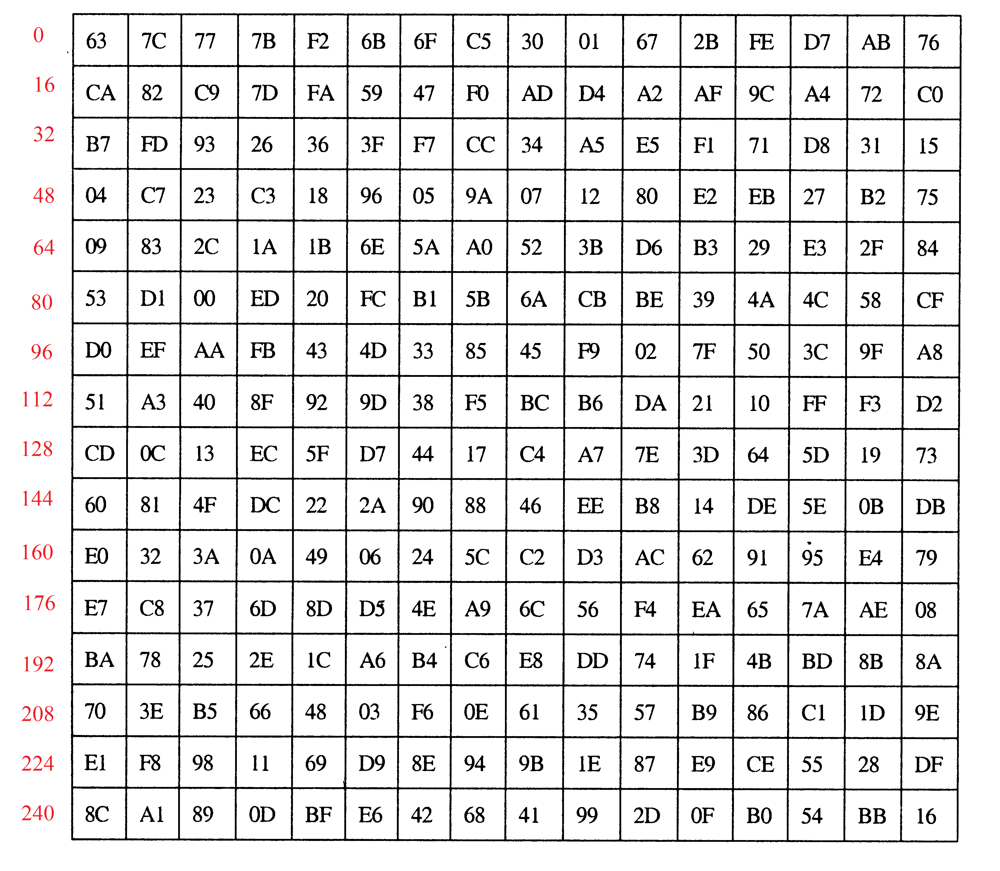 0 63 7C 77 7B F2 6B 6F C5 30 01 67 2B FE D7 AB 76
16 CA 82 C9 7D FA 59 47 F0 AD D4 A2 AF 9C A4 72 C0
32 B7 FD 93 26 36 3F F7 CC 34 A5 E5 F1 71 D8 31 15
48 04 C7 23 C3 18 96 05 9A 07 12 80 E2 EB 27 B2 75
64 09 83 2C 1A 1B 6E 5A A0 52 3B D6 B3 29 E3 2F 84
80 53 D1 00 ED 20 FC B1 5B 6A CB BE 39 4A 4C 58 CF
96 D0 EF AA FB 43 4D 33 85 45 F9 02 7F 50 3C 9F A8
112 51 A3 40 8F 92 9D 38 F5 BC B6 DA 21 10 FF F3 D2
128 CD 0C 13 EC 5F D7 44 17 C4 A7 7E 3D 64 5D 19 73
144 60 81 4F DC 22 2A 90 88 46 EE B8 14 DE 5E 0B DB
160 E0 32 3A 0A 49 06 24 5C C2 D3 AC 62 91 95 E4 79
176 E7 C8 37 6D 8D D5 4E A9 6C 56 F4 EA 65 7A AE 08
192 BA 78 25 2E 1C A6 B4 C6 E8 DD 74 1F 4B BD 8B 8A
208 70 3E B5 66 48 03 F6 0E 61 35 57 B9 86 C1 1D 9E
224 E1 F8 98 11 69 D9 8E 94 9B 1E 87 E9 CE 55 28 DF
240 8C A1 89 0D BF E6 42 68 41 99 2D 0F B0 54 BB 16